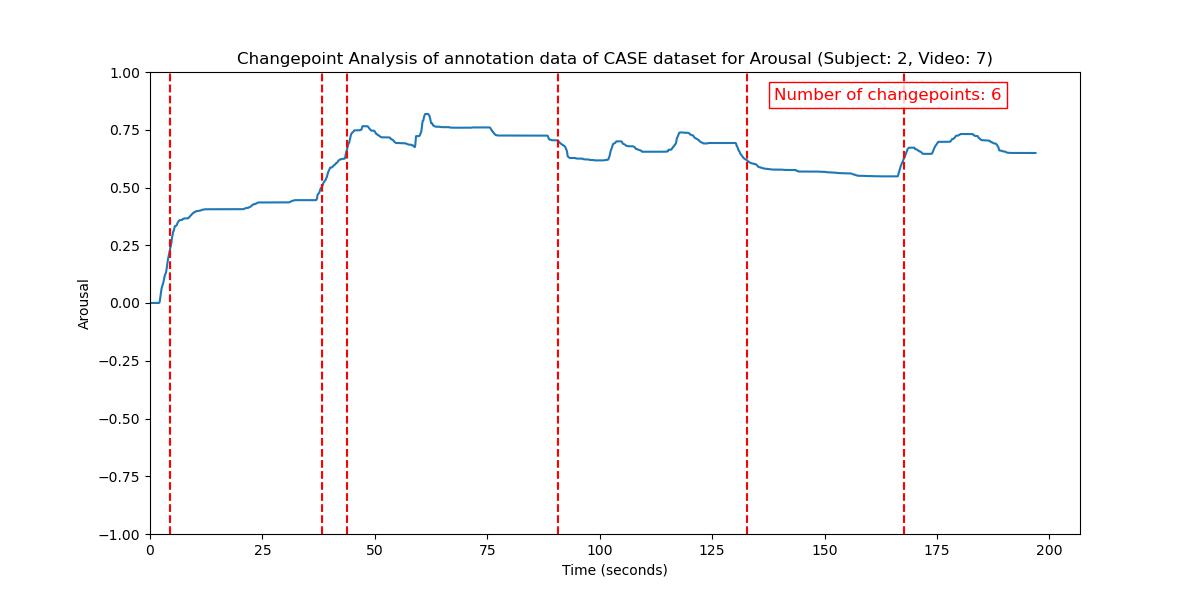 Changepoint Analysis of annotation data of CASE dataset for Arousal (Subject: 2, Video: 7)
Number of changepoints: 6
Arousal
1.00
0.75
0.50
0.25
0.00
−0.25
−0.50
−0.75
−1.00
0 25 50 75 100 125 150 175 200
Time (seconds)